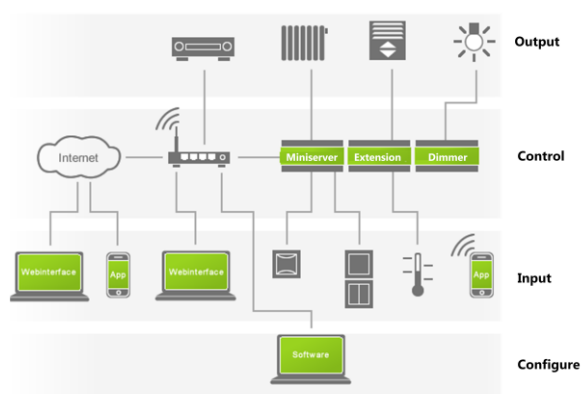 Output
Internet
Miniserver
Extension
Dimmer
Control
Webinterface
App
Webinterface
App
Input
Software
Configure